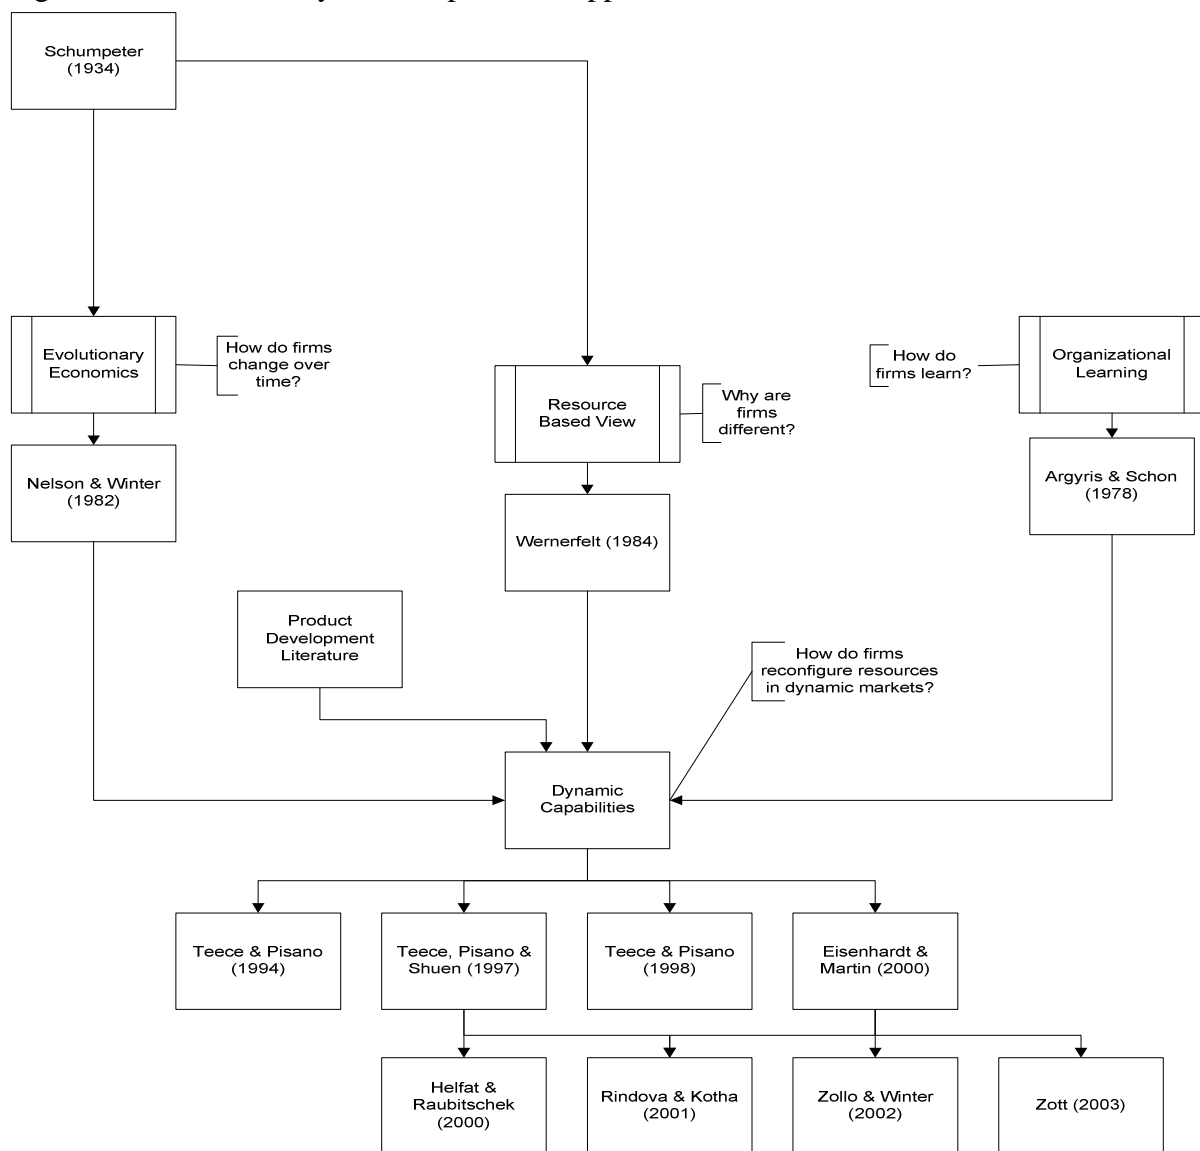 Schumpeter
(1934)
Evolutionary
Economics
How do firms
change over
time?
Resource
Based View
Why are
firms
different?
How do
firms learn?
Organizational
Learning
Nelson & Winter
(1982)
Wernerfelt (1984)
Argyris & Schon
(1978)
Product
Development
Literature
How do firms
reconfigure resources
in dynamic markets?
Dynamic
Capabilities
Teece & Pisano
(1994)
Teece, Pisano &
Shuen (1997)
Teece & Pisano
(1998)
Eisenhardt &
Martin (2000)
Helfat &
Raubitschek
(2000)
Rindova & Kotha
(2001)
Zollo & Winter
(2002)
Zott (2003)